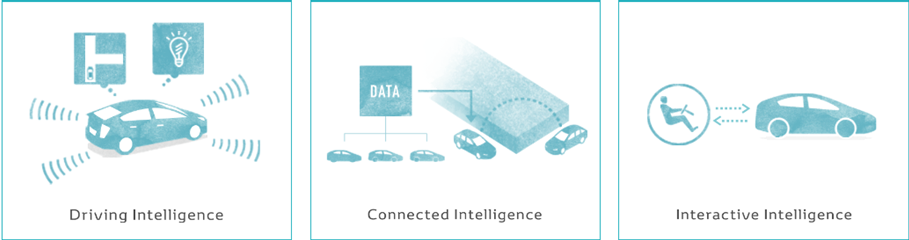 DATA
Driving Intelligence
Connected Intelligence
Interactive Intelligence